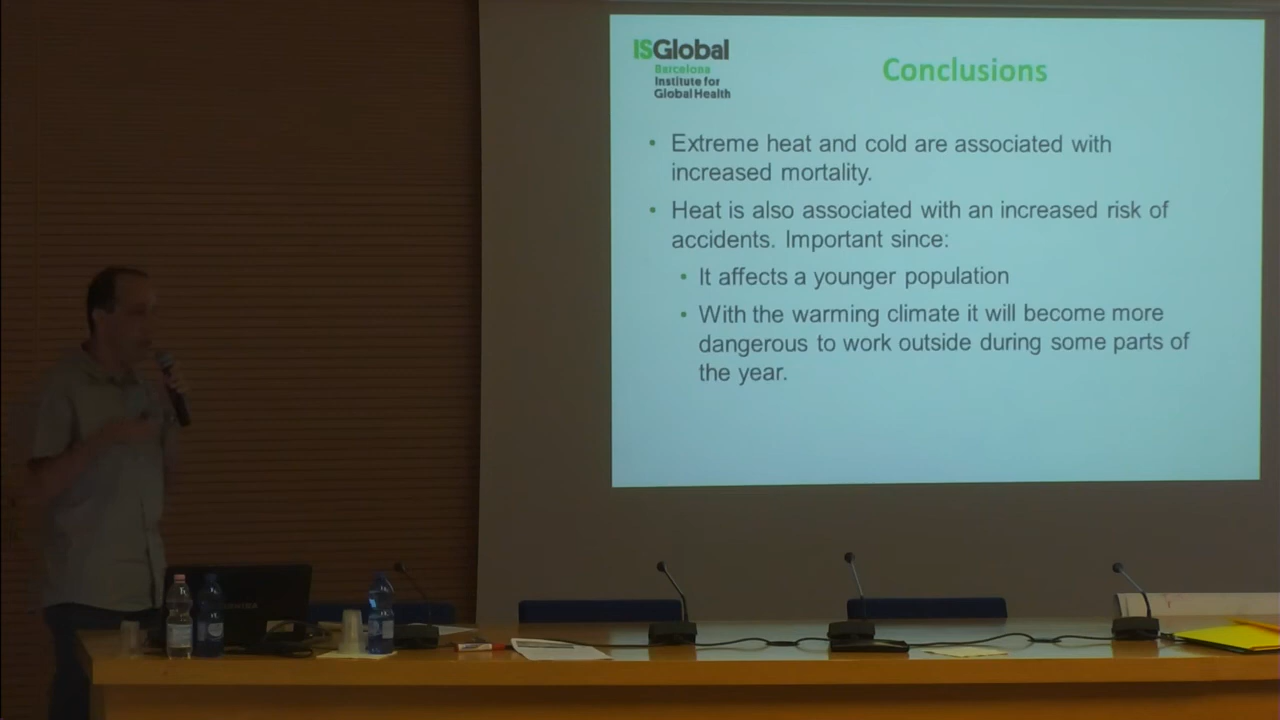 ISGlobal
Barcelona
Institute for
Global Health
Conclusions
• Extreme heat and cold are associated with
increased mortality.
• Heat is also associated with an increased risk of
accidents. Important since:
• It affects a younger population
• With the warming climate it will become more
dangerous to work outside during some parts of
the year.